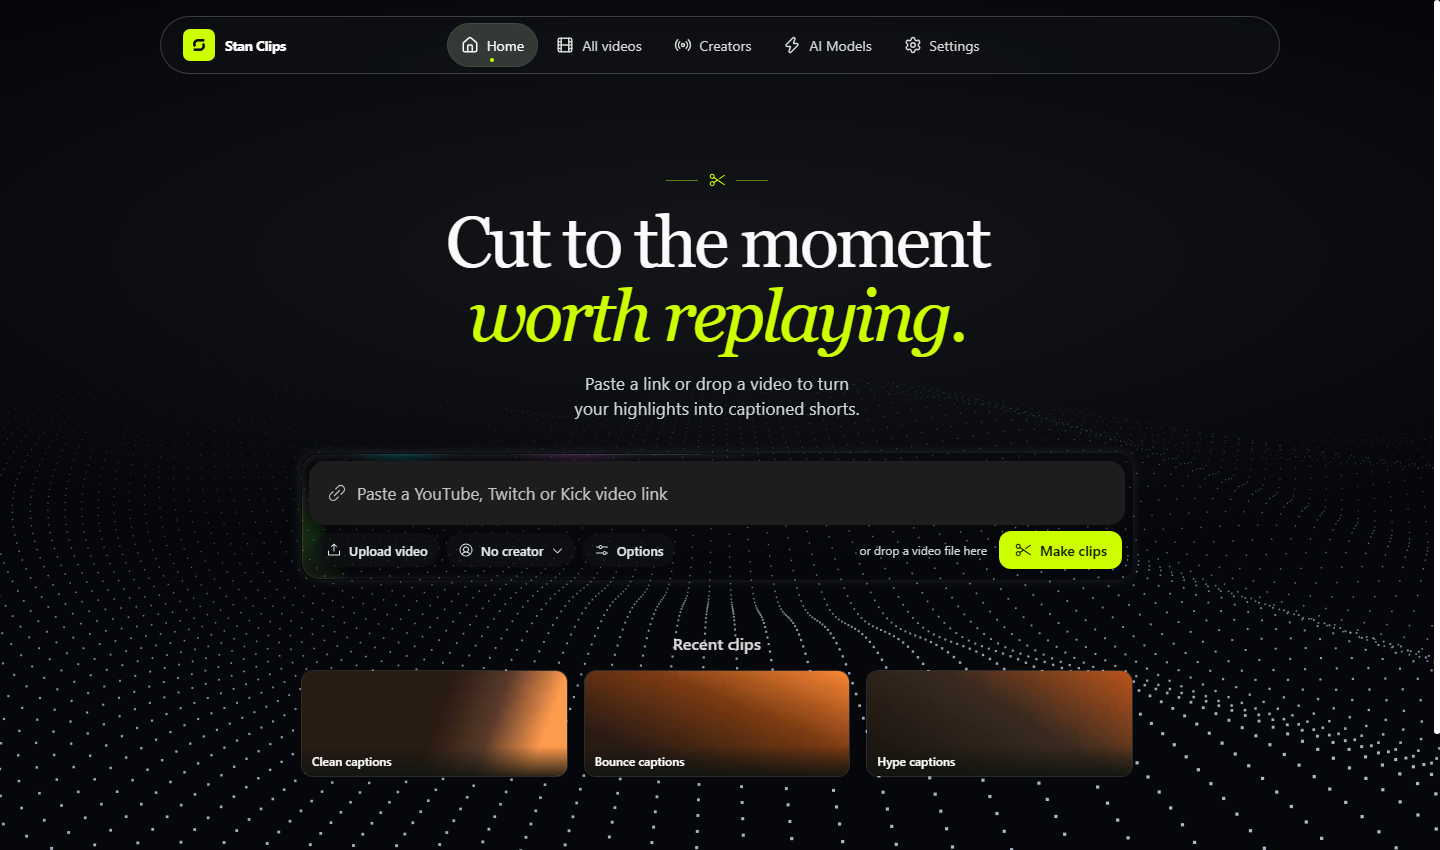 Stan Clips
Home
All videos
Creators
AI Models
Settings
Cut to the moment
worth replaying.
Paste a link or drop a video to turn
your highlights into captioned shorts.
Paste a YouTube, Twitch or Kick video link
Upload video
No creator
Options
or drop a video file here
Make clips
Recent clips
Clean captions
Bounce captions
Hype captions